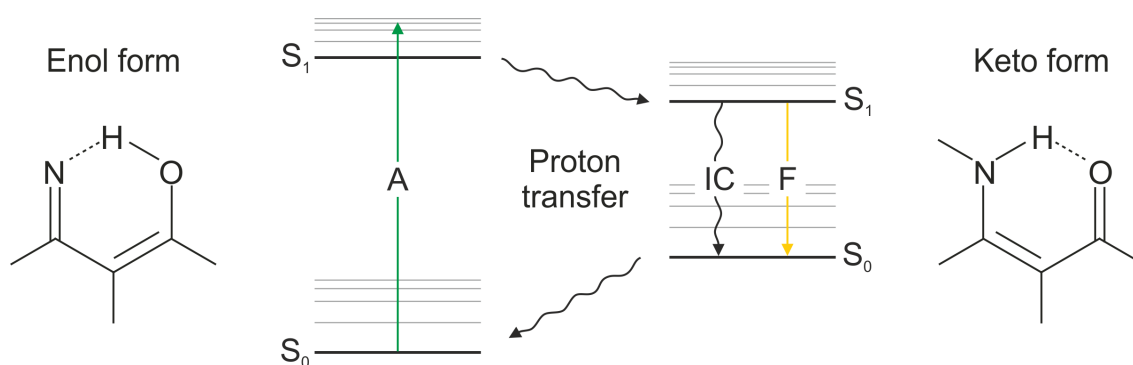 Enol form
H
N
O
S1
A
S0
Proton
transfer
S1
IC
F
S0
Keto form
H
N
O